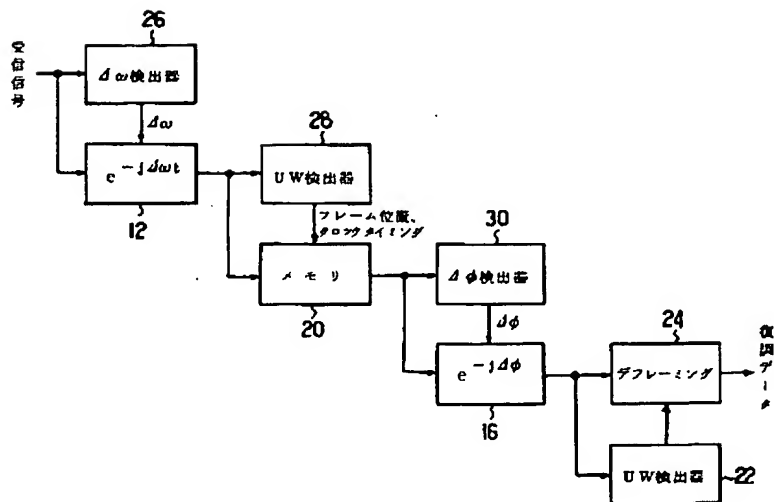 26
受信信号
Δω検出器
Δω
e^-jΔωt
12
28
UW検出器
フレーム位置、
クロックタイミング
メモリ
20
30
Δφ検出器
Δφ
e^-jΔφ
16
24
デフレーミング
復調データ
UW検出器
22